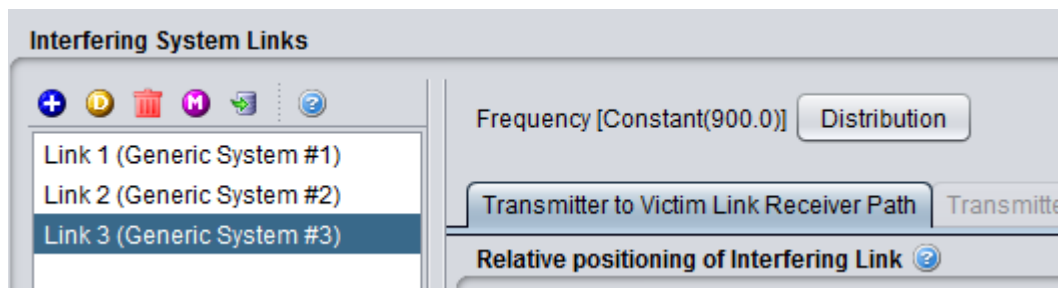 Interfering System Links
D M ?
Link 1 (Generic System #1)
Link 2 (Generic System #2)
Link 3 (Generic System #3)
Frequency [Constant(900.0)] Distribution
Transmitter to Victim Link Receiver Path
Relative positioning of Interfering Link ?